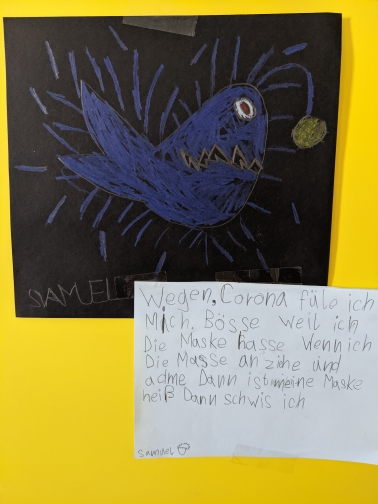 SAMUEL
Wegen, Corona füle ich
Mich, Bösse weil ich
Die Maske hasse Wenn ich
Die Masse an ziehe und
adme Dann ist meine Maske
heiß Dann schwis ich
Samuel